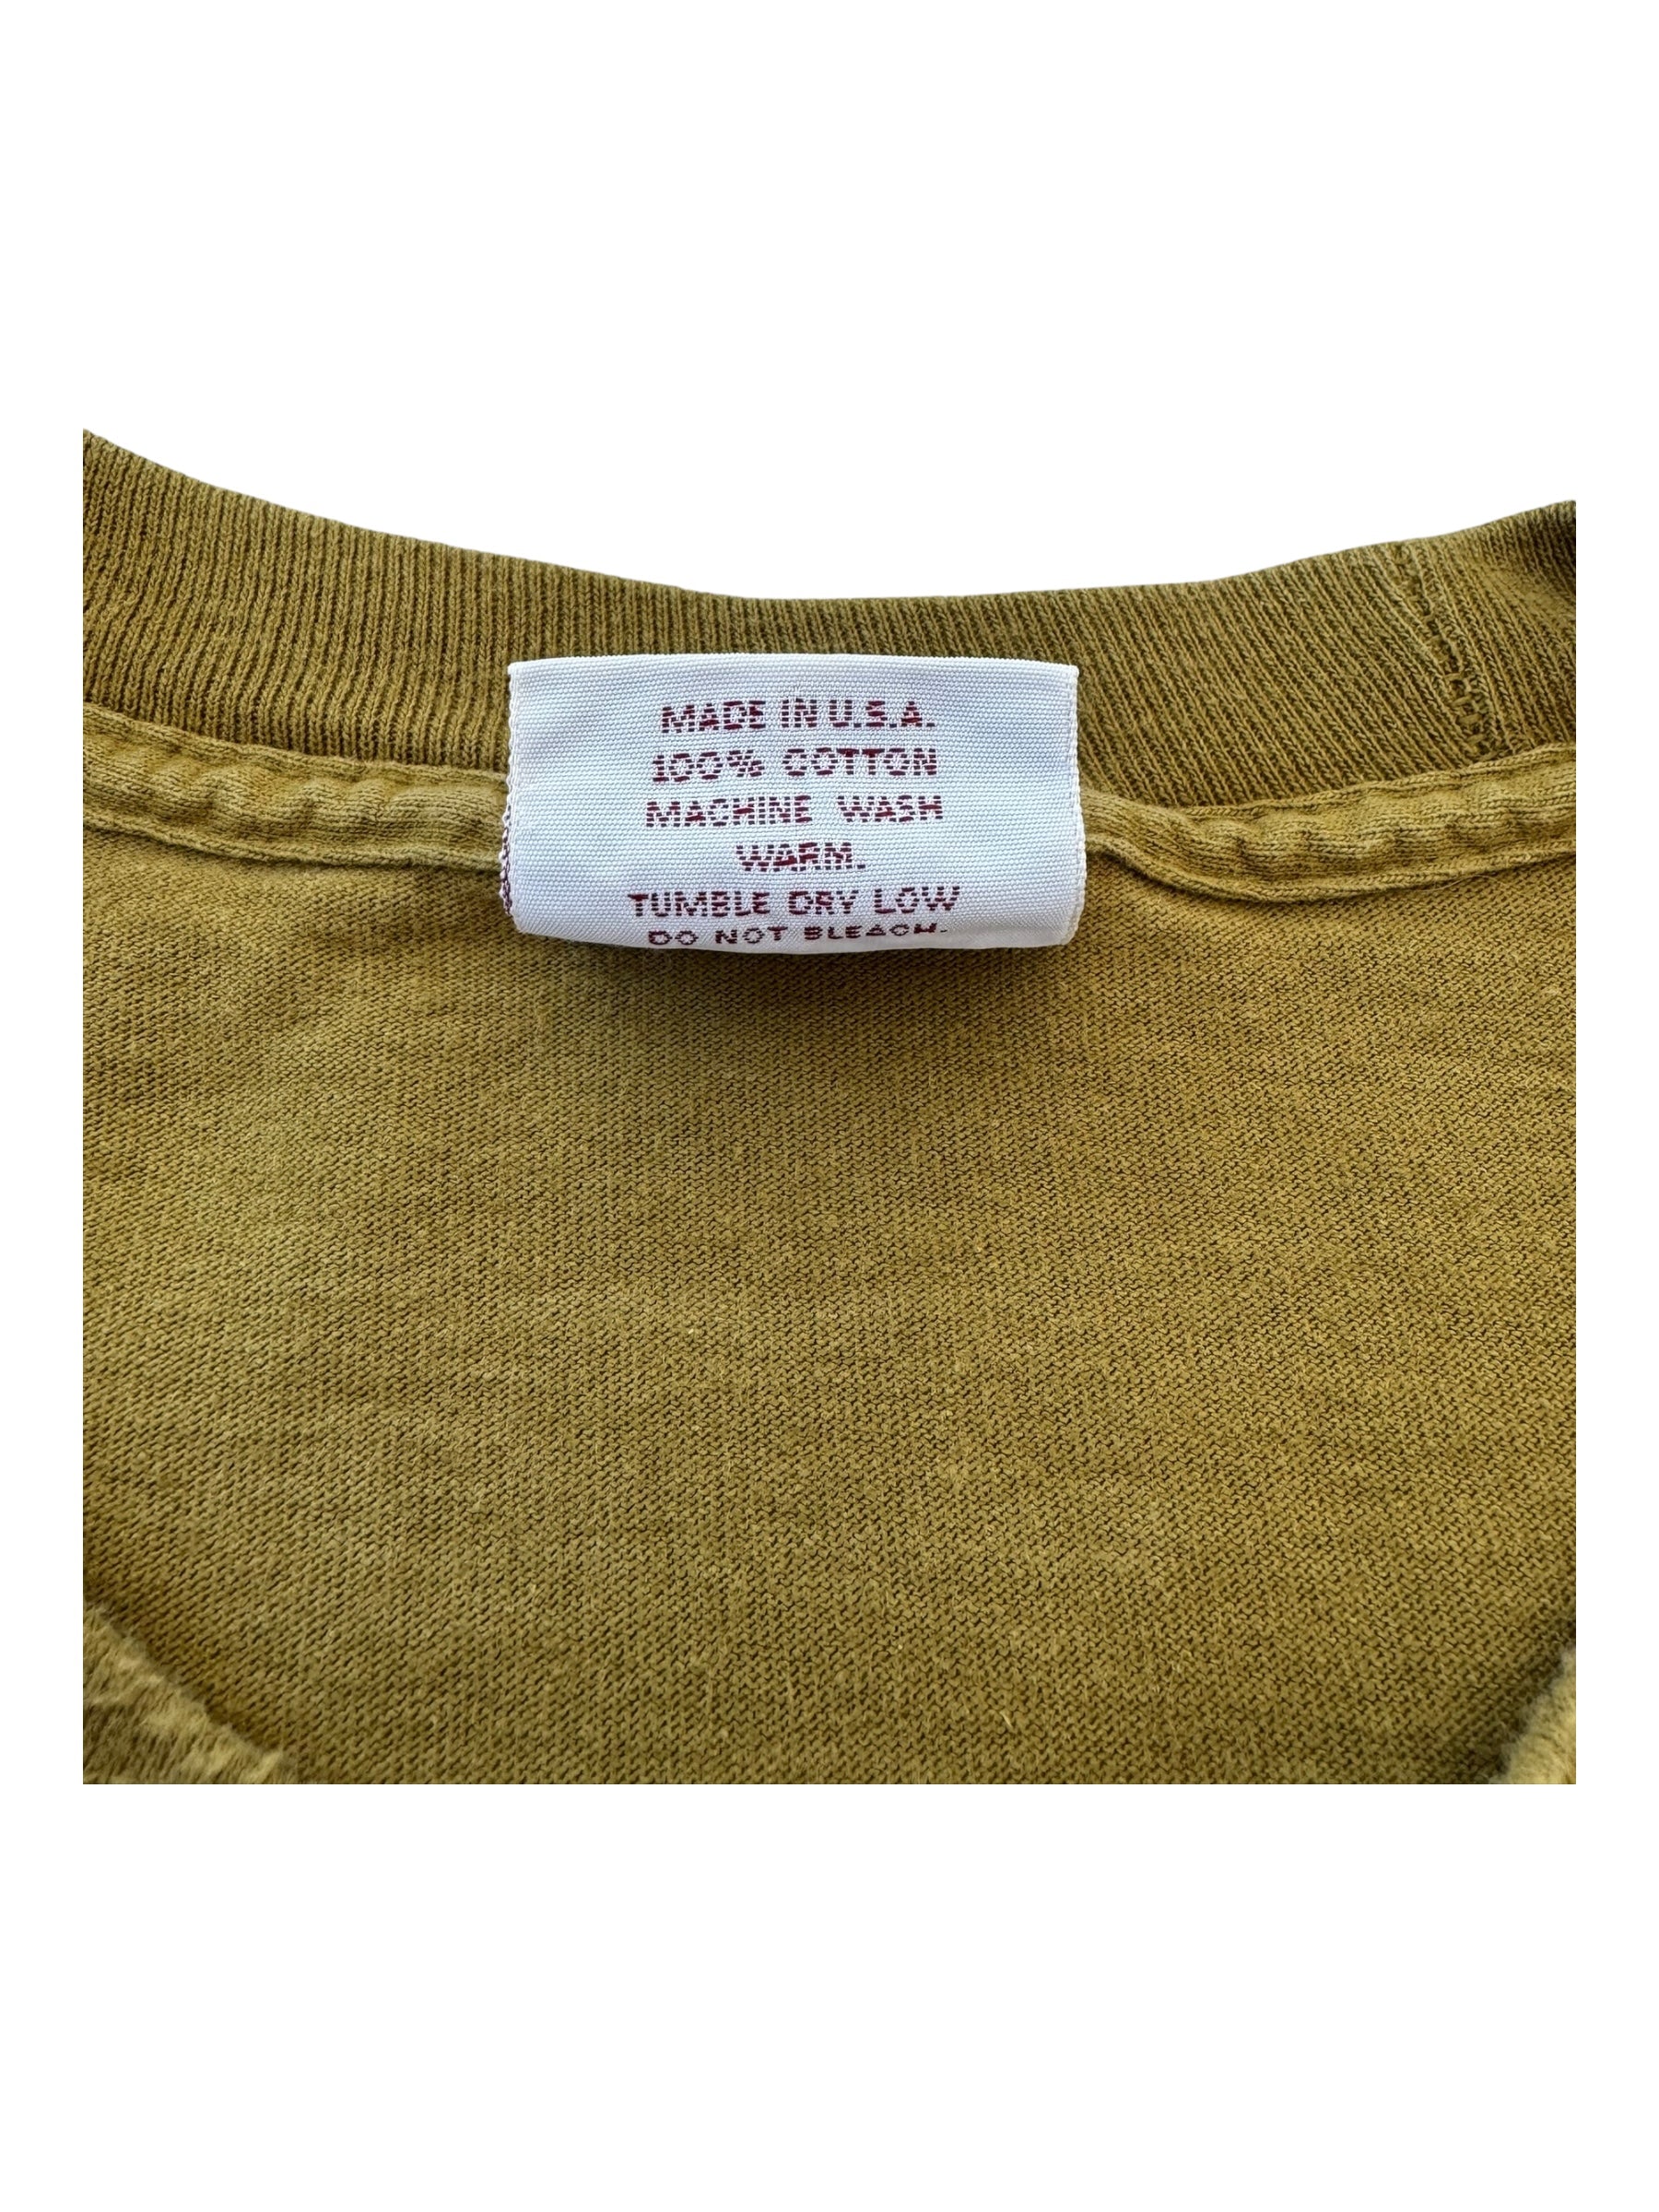 MADE IN U.S.A.
100% COTTON
MACHINE WASH
WARM.
TUMBLE DRY LOW
DO NOT BLEACH.